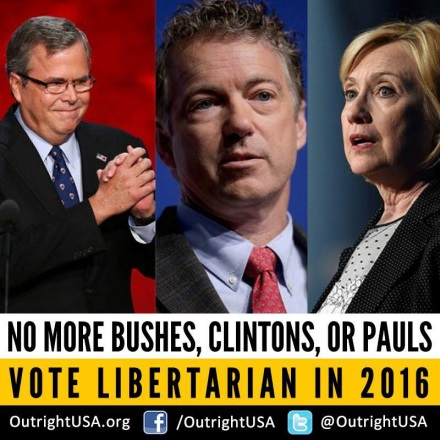 NO MORE BUSHES, CLINTONS, OR PAULS
VOTE LIBERTARIAN IN 2016
OutrightUSA.org f /OutrightUSA @OutrightUSA